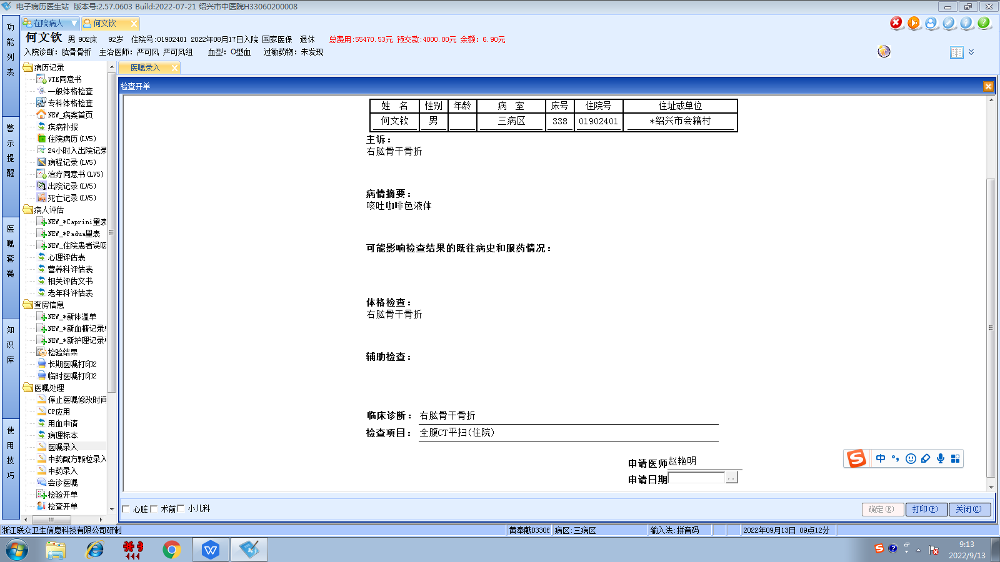 电子病历医生站 版本号:2.57.0603 Build:2022-07-21 绍兴市中医院H33060200008
功能列表
警示提醒
医嘱套餐
知识库
使用技巧
在院病人
何文钦
何文钦 男 902床 92岁 住院号:01902401 2022年08月17日入院 国家医保 退休 总费用:55470.53元 预交款:4000.00元 余额: 6.90元
入院诊断: 肱骨骨折 主治医师: 严可风 严可风组 血型: O型血 过敏药物: 未发现
病历记录
VTE同意书
一般体格检查
专科体格检查
NEW_病案首页
疾病补报
住院病历(LV5)
24小时入出院记录
病程记录(LV5)
治疗同意书(LV5)
出院记录(LV5)
死亡记录(LV5)
病人评估
NEW_*Caprini量表
NEW_*Padua量表
NEW_住院患者误吸
心理评估表
营养科评估表
相关评估文书
老年科评估表
查房信息
NEW_*新体温单
NEW_*新血糖记录单
NEW_*新护理记录单
检验结果
长期医嘱打印2
临时医嘱打印2
医嘱处理
停止医嘱修改时间
CP应用
用血申请
病理标本
医嘱录入
中药配方颗粒录入
中药录入
会诊医嘱
检验开单
检查开单
医嘱录入
检查开单
姓 名 性别 年龄 病 室 床号 住院号 住址或单位
何文钦 男 三病区 338 01902401 *绍兴市会籍村
主诉:
右肱骨干骨折
病情摘要:
咳吐咖啡色液体
可能影响检查结果的既往病史和服药情况:
体格检查:
右肱骨干骨折
辅助检查:
临床诊断: 右肱骨干骨折
检查项目: 全腹CT平扫(住院)
申请医师 赵艳明
申请日期
..
中
心脏 术前 小儿科
确定(E) 打印(P) 关闭(C)
浙江联众卫生信息科技有限公司研制 黄奉献D330E 病区:三病区 输入法:拼音码 2022年09月13日 09点12分
9:13
2022/9/13